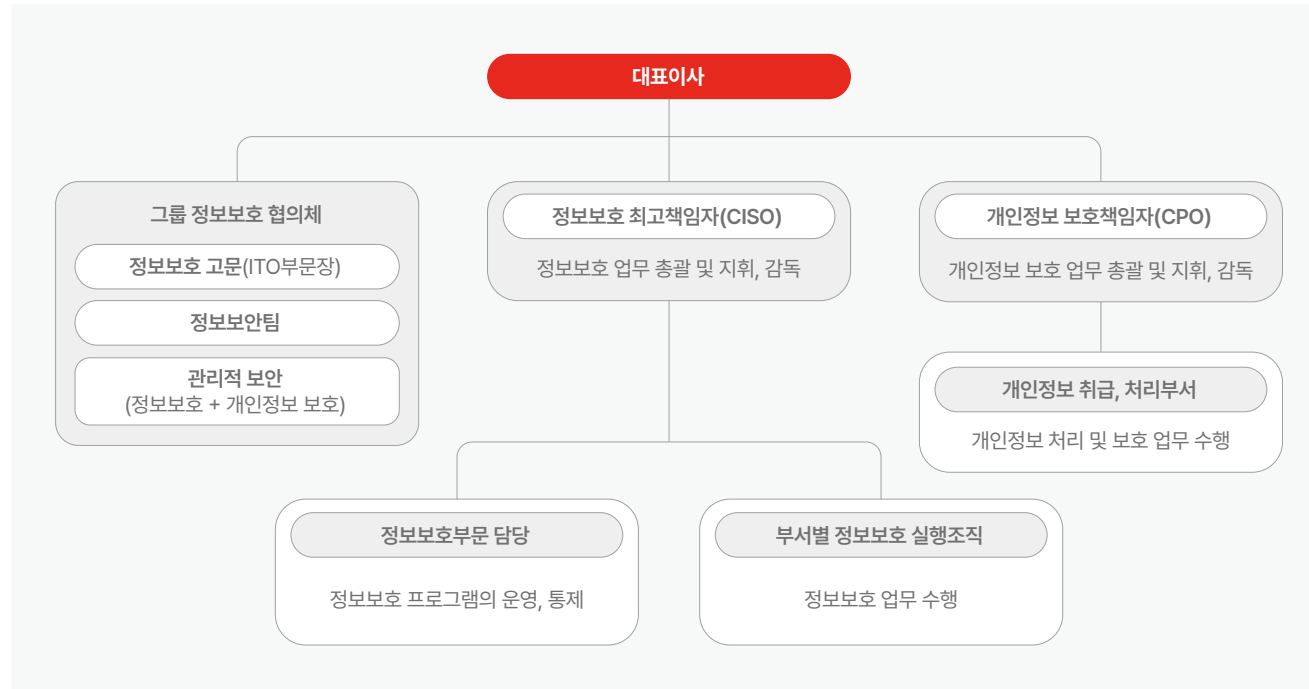 대표이사
그룹 정보보호 협의체
정보보호 고문(ITO부문장)
정보보안팀
관리적 보안
(정보보호 + 개인정보 보호)
정보보호 최고책임자(CISO)
정보보호 업무 총괄 및 지휘, 감독
개인정보 보호책임자(CPO)
개인정보 보호 업무 총괄 및 지휘, 감독
개인정보 취급, 처리부서
개인정보 처리 및 보호 업무 수행
정보보호부문 담당
정보보호 프로그램의 운영, 통제
부서별 정보보호 실행조직
정보보호 업무 수행